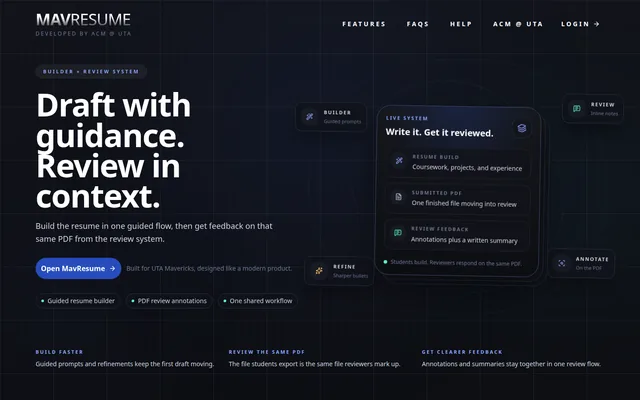 MAVRESUME
DEVELOPED BY ACM @ UTA
FEATURES
FAQS
HELP
ACM @ UTA
LOGIN →
BUILDER + REVIEW SYSTEM
Draft with
guidance.
Review in
context.
Build the resume in one guided flow, then get feedback on that
same PDF from the review system.
Open MavResume →
Built for UTA Mavericks, designed like a modern product.
Guided resume builder
PDF review annotations
One shared workflow
BUILDER
Guided prompts
REVIEW
Inline notes
LIVE SYSTEM
Write it. Get it reviewed.
RESUME BUILD
Coursework, projects, and experience
SUBMITTED PDF
One finished file moving into review
REVIEW FEEDBACK
Annotations plus a written summary
Students build. Reviewers respond on the same PDF.
REFINE
Sharper bullets
ANNOTATE
On the PDF
BUILD FASTER
Guided prompts and refinements keep the first draft moving.
REVIEW THE SAME PDF
The file students export is the same file reviewers mark up.
GET CLEARER FEEDBACK
Annotations and summaries stay together in one review flow.